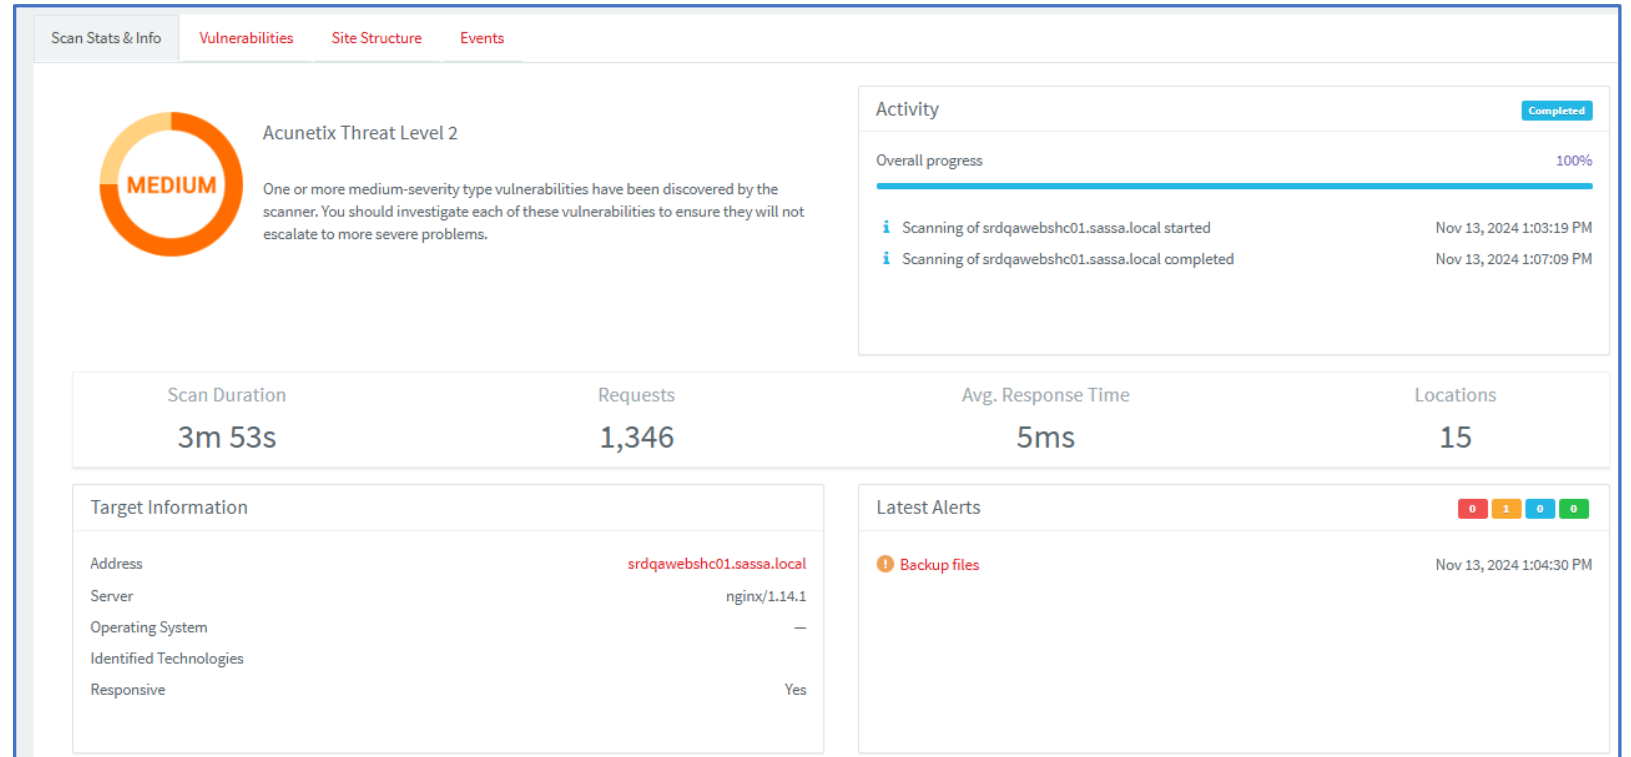 Scan Stats & Info Vulnerabilities Site Structure Events
MEDIUM
Acunetix Threat Level 2
One or more medium-severity type vulnerabilities have been discovered by the
scanner. You should investigate each of these vulnerabilities to ensure they will not
escalate to more severe problems.
Activity Completed
Overall progress 100%
Scanning of srdqawebshc01.sassa.local started Nov 13, 2024 1:03:19 PM
Scanning of srdqawebshc01.sassa.local completed Nov 13, 2024 1:07:09 PM
Scan Duration Requests Avg. Response Time Locations
3m 53s 1,346 5ms 15
Target Information
Address srdqawebshc01.sassa.local
Server nginx/1.14.1
Operating System —
Identified Technologies
Responsive Yes
Latest Alerts 0 1 0 0
Backup files Nov 13, 2024 1:04:30 PM